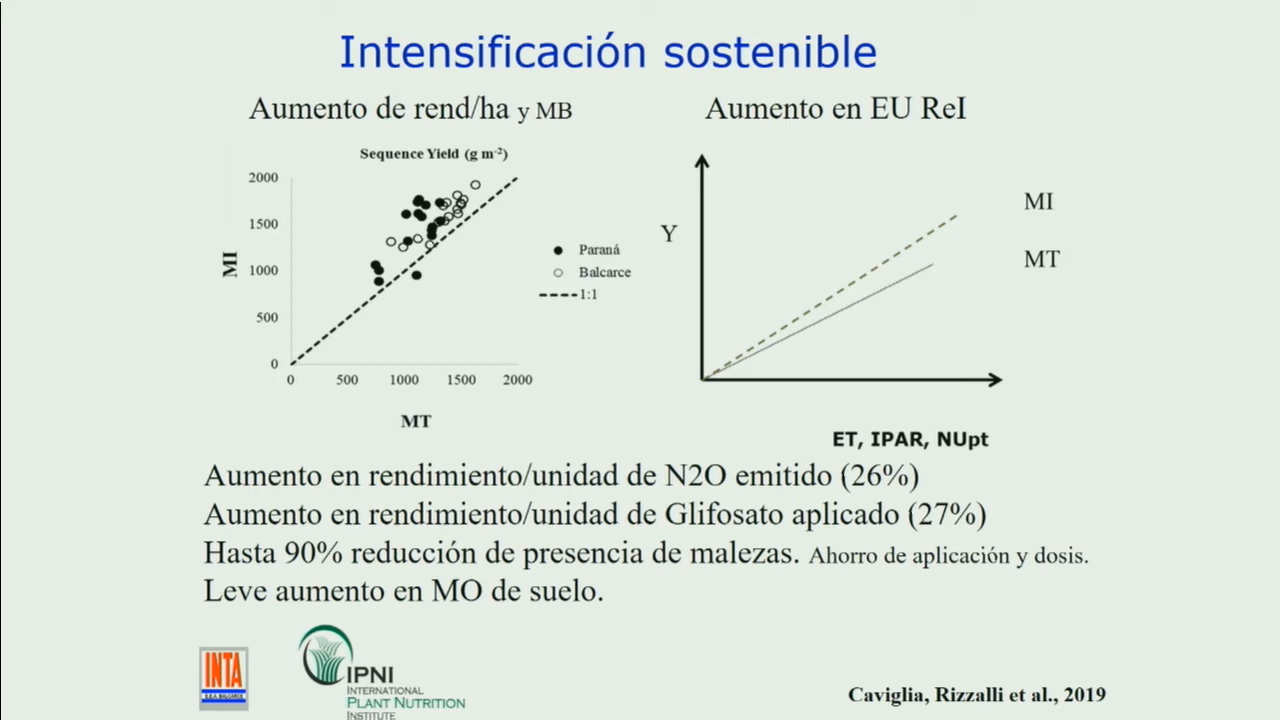 Intensificación sostenible
Aumento de rend/ha y MB
Aumento en EU ReI
Sequence Yield (g m-2)
2000
1500
1000
500
0
MI
0 500 1000 1500 2000
MT
Paraná
Balcarce
1:1
Y
MI
MT
ET, IPAR, NUpt
Aumento en rendimiento/unidad de N2O emitido (26%)
Aumento en rendimiento/unidad de Glifosato aplicado (27%)
Hasta 90% reducción de presencia de malezas. Ahorro de aplicación y dosis.
Leve aumento en MO de suelo.
INTA
E.E.A. BALCARCE
IPNI
INTERNATIONAL
PLANT NUTRITION
INSTITUTE
Caviglia, Rizzalli et al., 2019